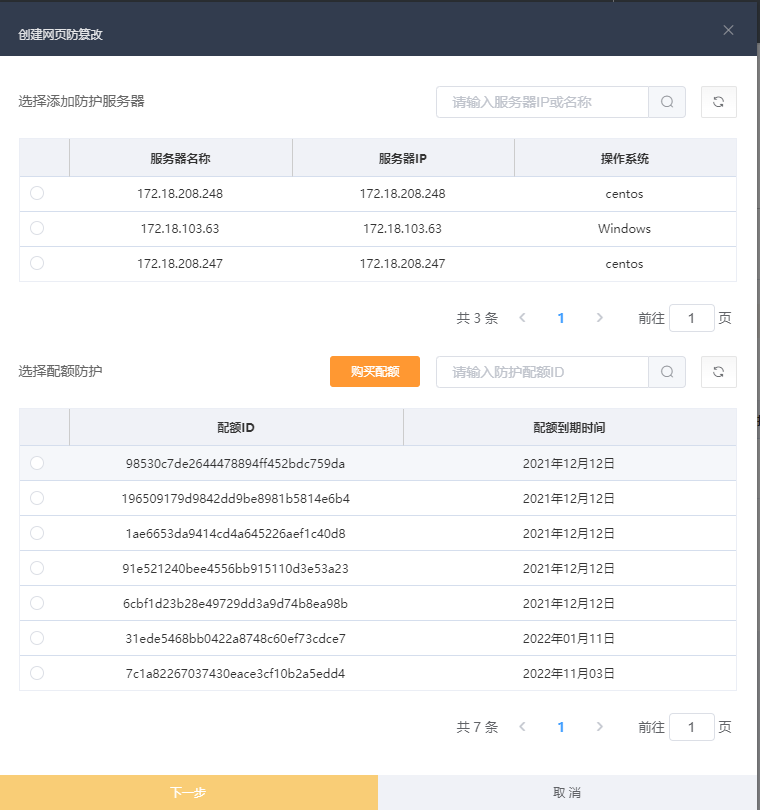 创建网页防篡改
选择添加防护服务器
请输入服务器IP或名称
服务器名称 服务器IP 操作系统
172.18.208.248 172.18.208.248 centos
172.18.103.63 172.18.103.63 Windows
172.18.208.247 172.18.208.247 centos
共 3 条 1 前往 1 页
选择配额防护 购买配额 请输入防护配额ID
配额ID 配额到期时间
98530c7de2644478894ff452bdc759da 2021年12月12日
196509179d9842dd9be8981b5814e6b4 2021年12月12日
1ae6653da9414cd4a645226aef1c40d8 2021年12月12日
91e521240bee4556bb915110d3e53a23 2021年12月12日
6cbf1d23b28e49729dd3a9d74b8ea98b 2021年12月12日
31ede5468bb0422a8748c60ef73cdce7 2022年01月11日
7c1a82267037430eace3cf10b2a5edd4 2022年11月03日
共 7 条 1 前往 1 页
下一步 取 消